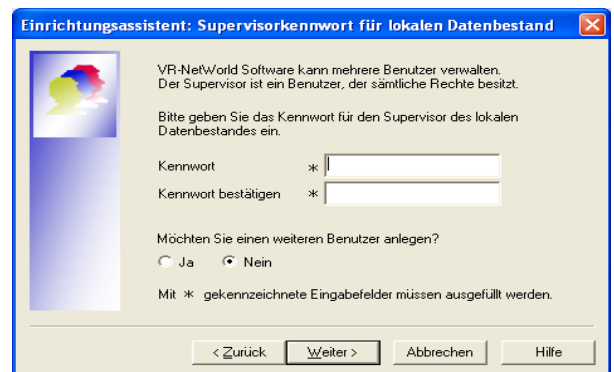 Einrichtungsassistent: Supervisorkennwort für lokalen Datenbestand
VR-NetWorld Software kann mehrere Benutzer verwalten.
Der Supervisor ist ein Benutzer, der sämtliche Rechte besitzt.
Bitte geben Sie das Kennwort für den Supervisor des lokalen
Datenbestandes ein.
Kennwort *
Kennwort bestätigen *
Möchten Sie einen weiteren Benutzer anlegen?
Ja Nein
Mit * gekennzeichnete Eingabefelder müssen ausgefüllt werden.
< Zurück Weiter > Abbrechen Hilfe